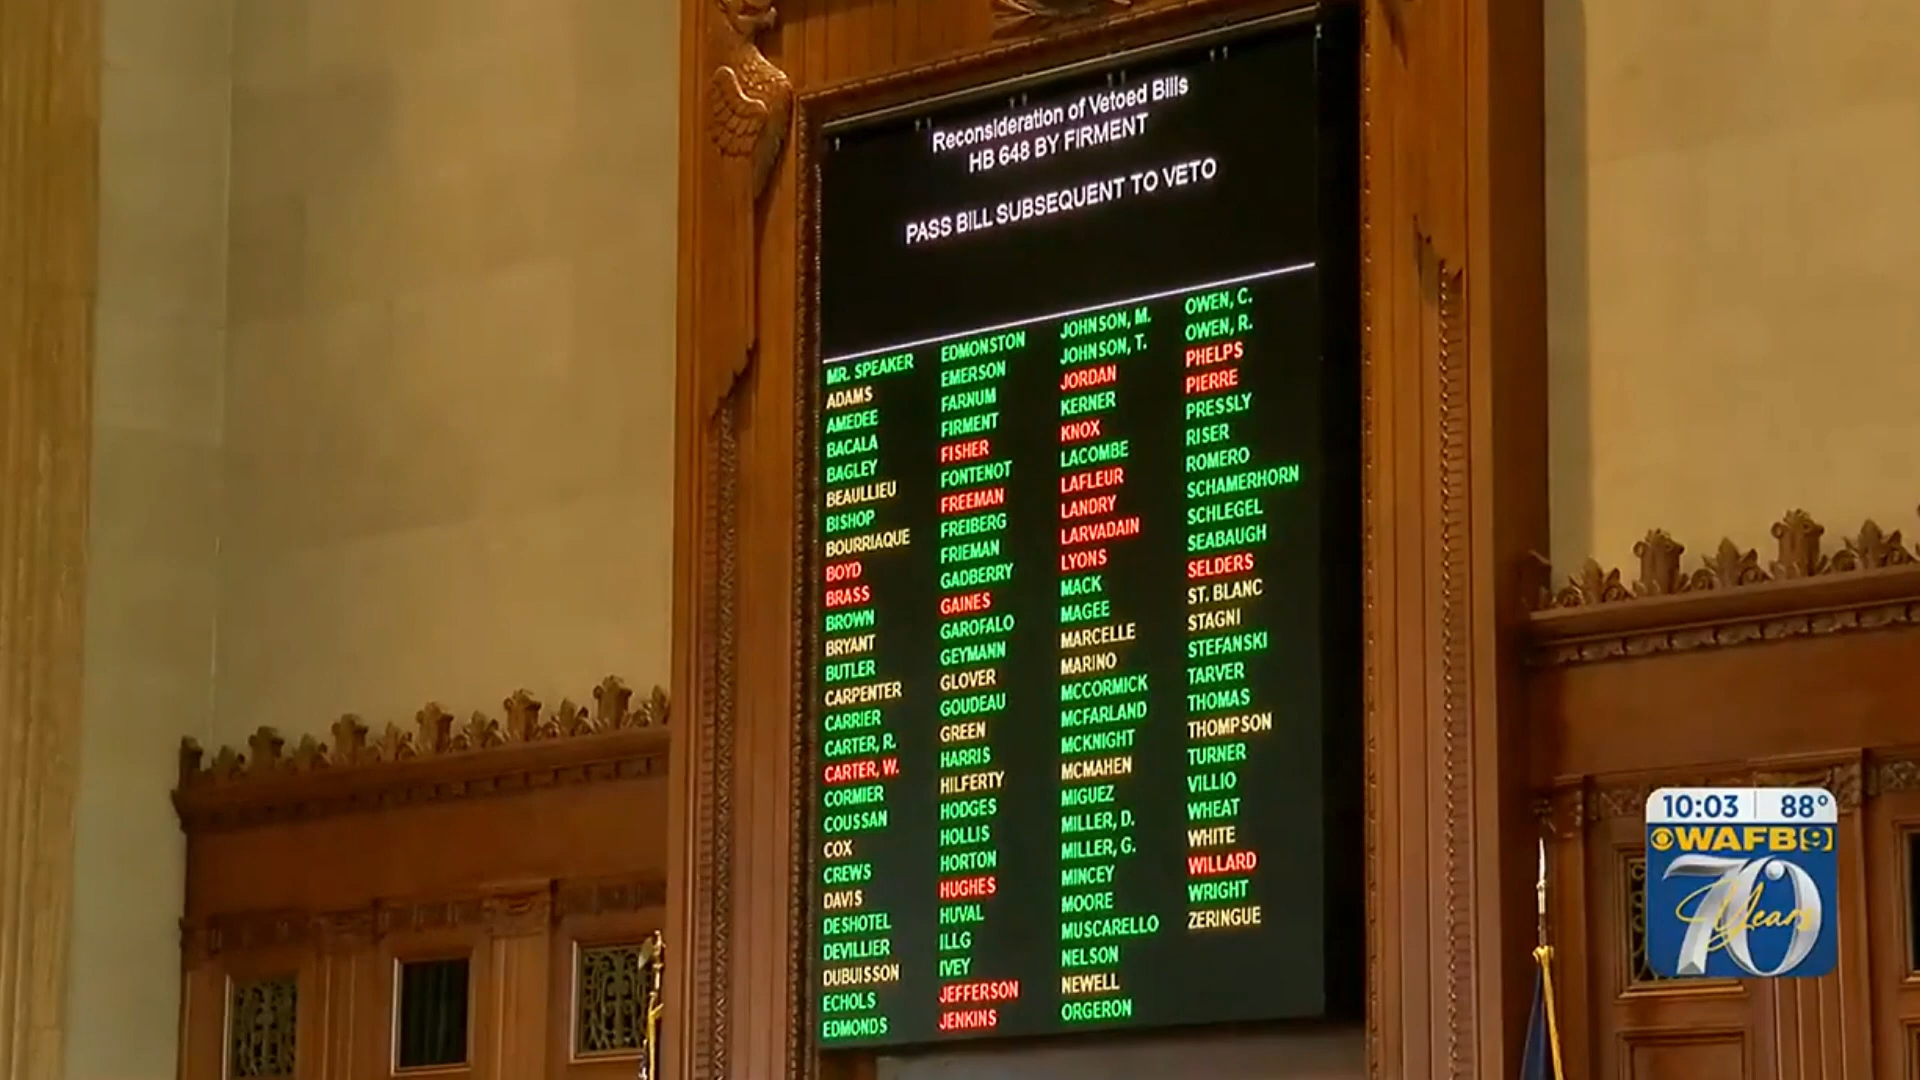 Reconsideration of Vetoed Bills
HB 648 BY FIRMENT
PASS BILL SUBSEQUENT TO VETO
MR. SPEAKER
ADAMS
AMEDEE
BACALA
BAGLEY
BEAULLIEU
BISHOP
BOURRIAQUE
BOYD
BRASS
BROWN
BRYANT
BUTLER
CARPENTER
CARRIER
CARTER, R.
CARTER, W.
CORMIER
COUSSAN
COX
CREWS
DAVIS
DESHOTEL
DEVILLIER
DUBUISSON
ECHOLS
EDMONDS
EDMONSTON
EMERSON
FARNUM
FIRMENT
FISHER
FONTENOT
FREEMAN
FREIBERG
FRIEMAN
GADBERRY
GAINES
GAROFALO
GEYMANN
GLOVER
GOUDEAU
GREEN
HARRIS
HILFERTY
HODGES
HOLLIS
HORTON
HUGHES
HUVAL
ILLG
IVEY
JEFFERSON
JENKINS
JOHNSON, M.
JOHNSON, T.
JORDAN
KERNER
KNOX
LACOMBE
LAFLEUR
LANDRY
LARVADAIN
LYONS
MACK
MAGEE
MARCELLE
MARINO
MCCORMICK
MCFARLAND
MCKNIGHT
MCMAHEN
MIGUEZ
MILLER, D.
MILLER, G.
MINCEY
MOORE
MUSCARELLO
NELSON
NEWELL
ORGERON
OWEN, C.
OWEN, R.
PHELPS
PIERRE
PRESSLY
RISER
ROMERO
SCHAMERHORN
SCHLEGEL
SEABAUGH
SELDERS
ST. BLANC
STAGNI
STEFANSKI
TARVER
THOMAS
THOMPSON
TURNER
VILLIO
WHEAT
WHITE
WILLARD
WRIGHT
ZERINGUE
10:03 88°
WAFB 9
70
Years